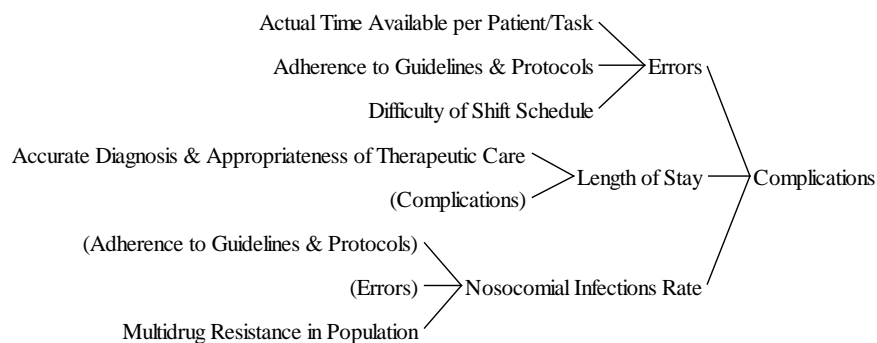 Actual Time Available per Patient/Task
Adherence to Guidelines & Protocols
Errors
Difficulty of Shift Schedule
Accurate Diagnosis & Appropriateness of Therapeutic Care
Length of Stay
Complications
(Complications)
(Adherence to Guidelines & Protocols)
(Errors)
Nosocomial Infections Rate
Multidrug Resistance in Population